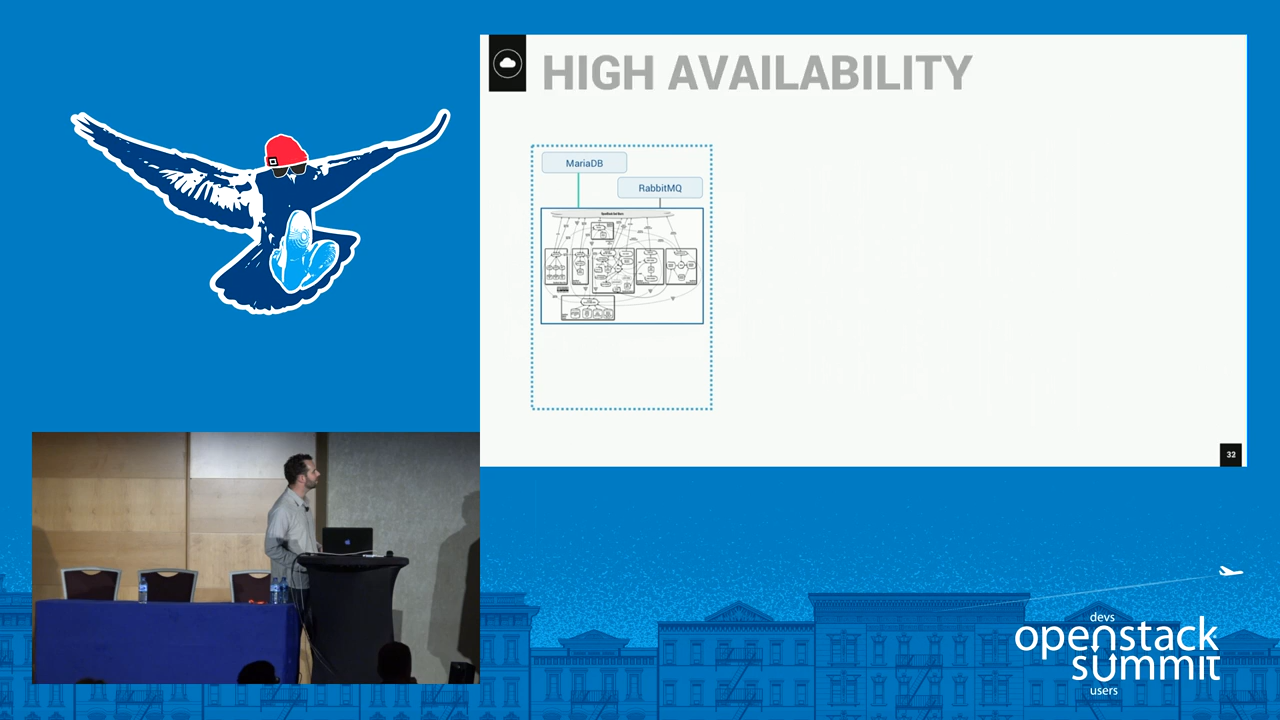 HIGH AVAILABILITY
MariaDB
RabbitMQ
32
devs
openstack
summit
users